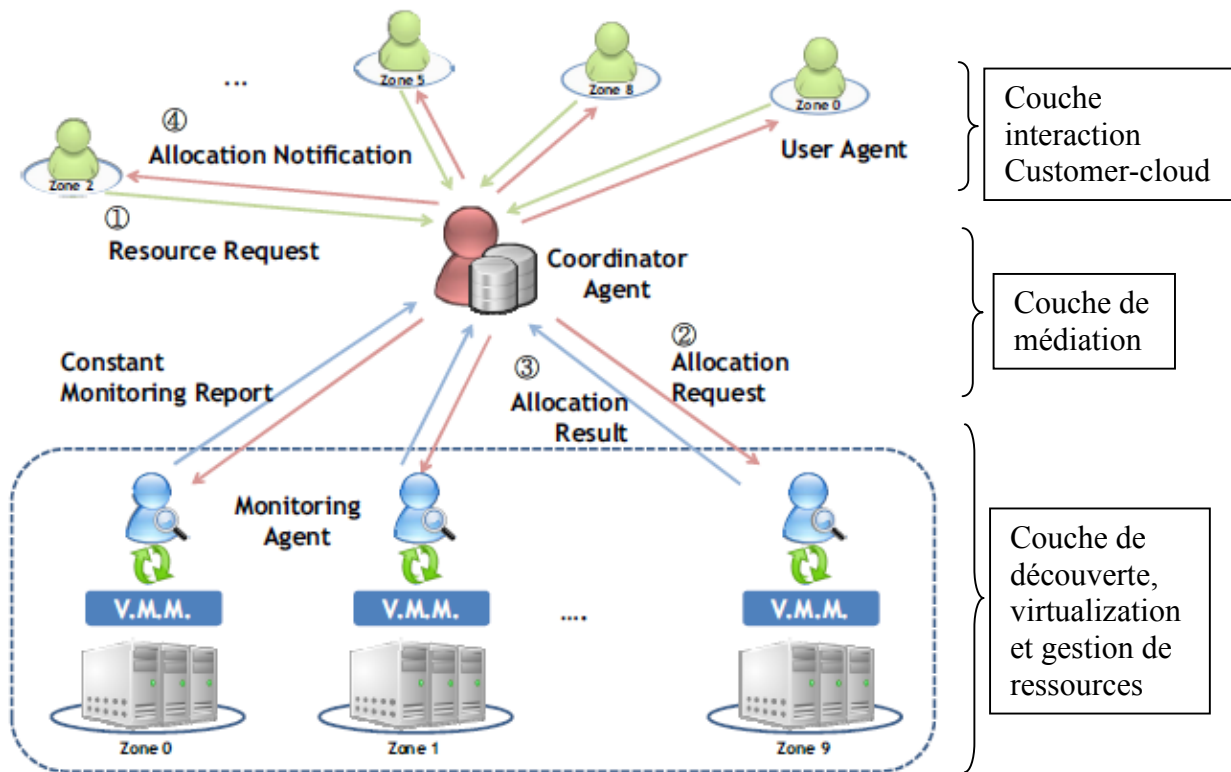 ...
Zone 5
Zone 8
Zone 0
User Agent
④
Allocation Notification
Zone 2
①
Resource Request
Coordinator
Agent
Constant
Monitoring Report
②
Allocation
Request
③
Allocation
Result
Monitoring
Agent
V.M.M.
V.M.M.
....
V.M.M.
Zone 0
Zone 1
Zone 9
Couche
interaction
Customer-cloud
Couche de
médiation
Couche de
découverte,
virtualization
et gestion de
ressources